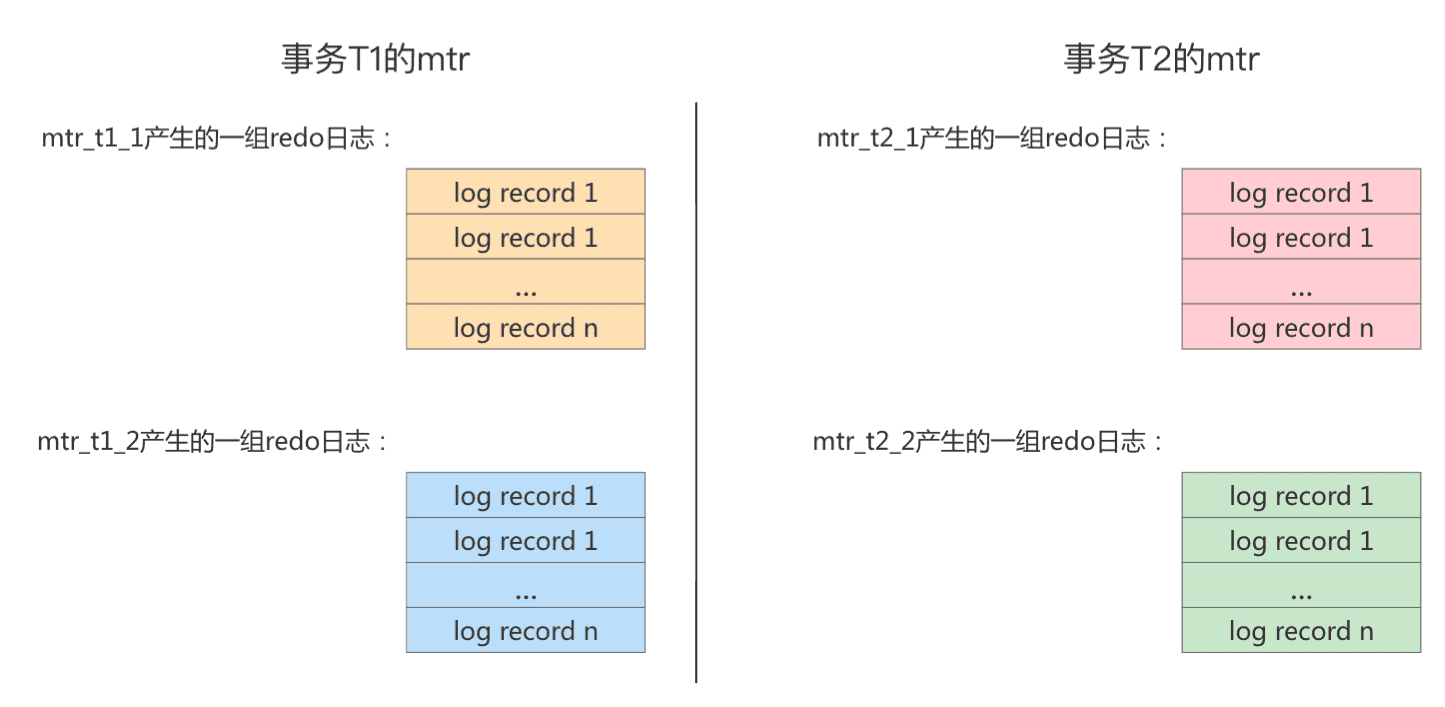 事务T1的mtr
mtr_t1_1产生的一组redo日志：
log record 1
log record 1
...
log record n
mtr_t1_2产生的一组redo日志：
log record 1
log record 1
...
log record n
事务T2的mtr
mtr_t2_1产生的一组redo日志：
log record 1
log record 1
...
log record n
mtr_t2_2产生的一组redo日志：
log record 1
log record 1
...
log record n